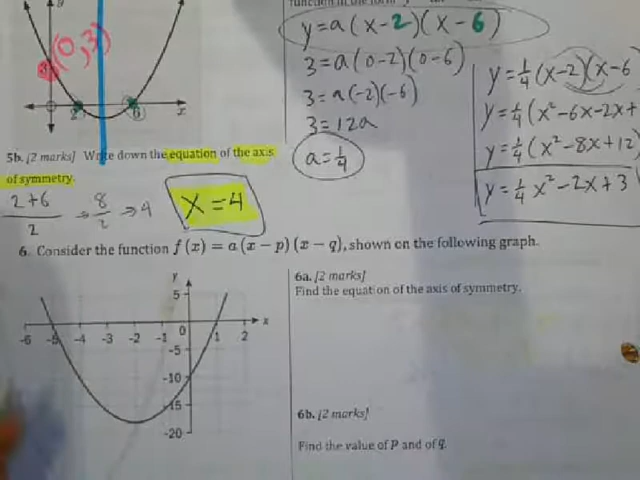 y
(0,3)
3
2
6
x
y=a(x-2)(x-6)
3=a(0-2)(0-6)
3=a(-2)(-6)
3=12a
a=1/4
y=1/4(x-2)(x-6
y=1/4(x²-6x-2x+
y=1/4(x²-8x+12
y=1/4x²-2x+3
5b. [2 marks] Write down the equation of the axis
of symmetry.
2+6/2 → 8/2 → 4
x=4
6. Consider the function f(x)=a(x-p)(x-q), shown on the following graph.
y
5
x
-6 -5 -4 -3 -2 -1 0 1 2
-5
-10
-15
-20
6a. [2 marks]
Find the equation of the axis of symmetry.
6b. [2 marks]
Find the value of P and of q.